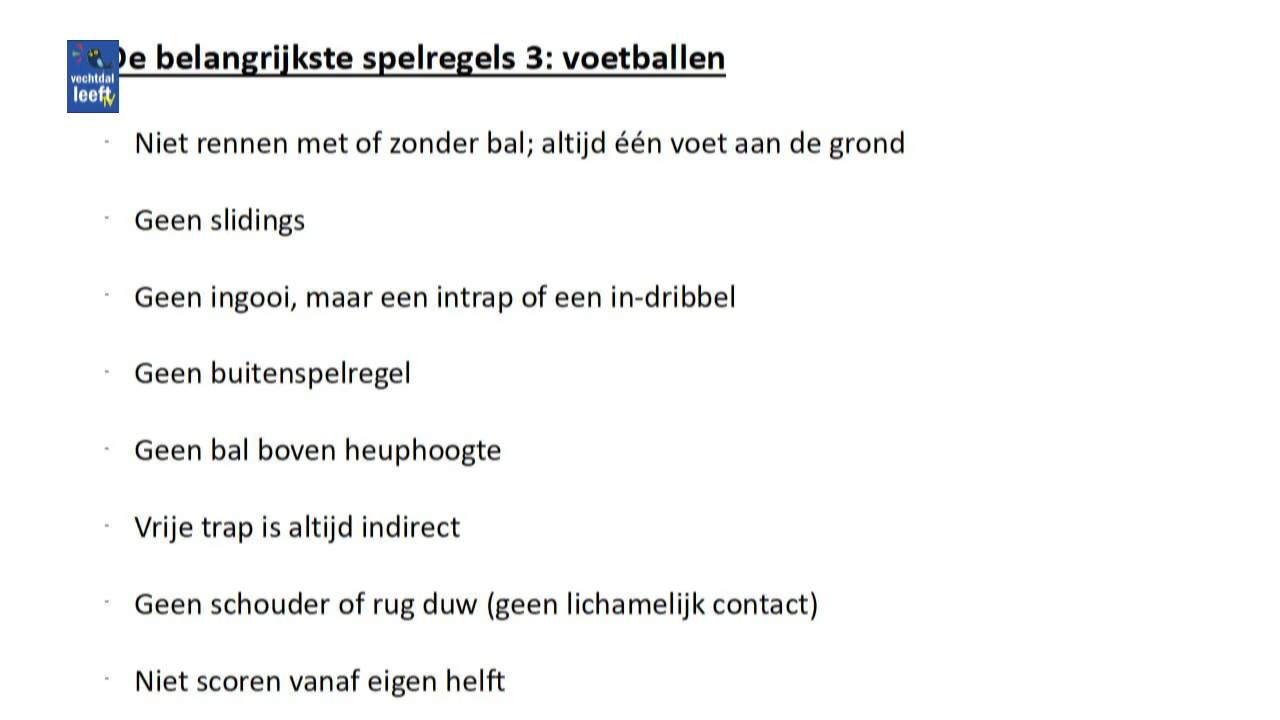 De belangrijkste spelregels 3: voetballen
vechtdal
leeft
TV
Niet rennen met of zonder bal; altijd één voet aan de grond
Geen slidings
Geen ingooi, maar een intrap of een in-dribbel
Geen buitenspelregel
Geen bal boven heuphoogte
Vrije trap is altijd indirect
Geen schouder of rug duw (geen lichamelijk contact)
Niet scoren vanaf eigen helft